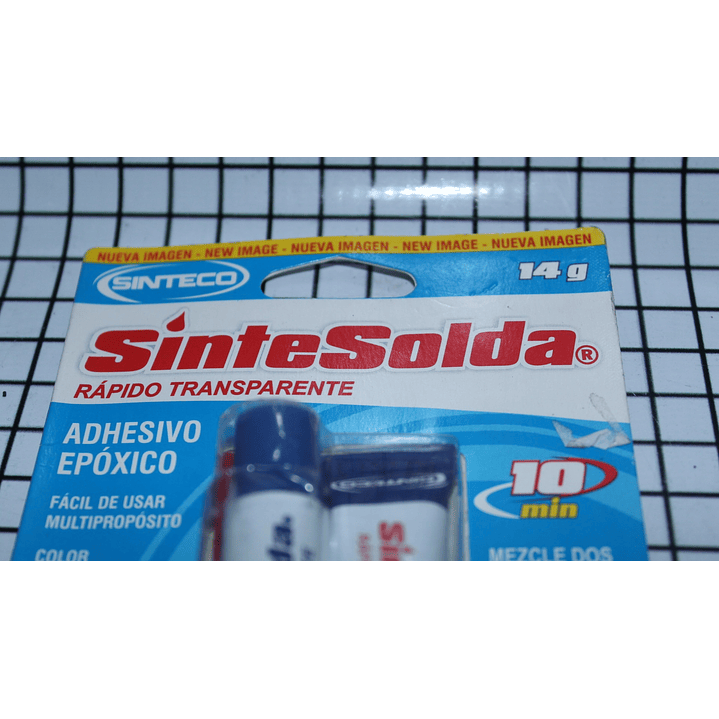 NUEVA IMAGEN - NEW IMAGE - NUEVA IMAGEN - NEW IMAGE - NUEVA IMAGEN
SINTECO
14 g
SinteSolda®
RÁPIDO TRANSPARENTE
ADHESIVO
EPÓXICO
FÁCIL DE USAR
MULTIPROPÓSITO
COLOR
10
min
MEZCLE DOS